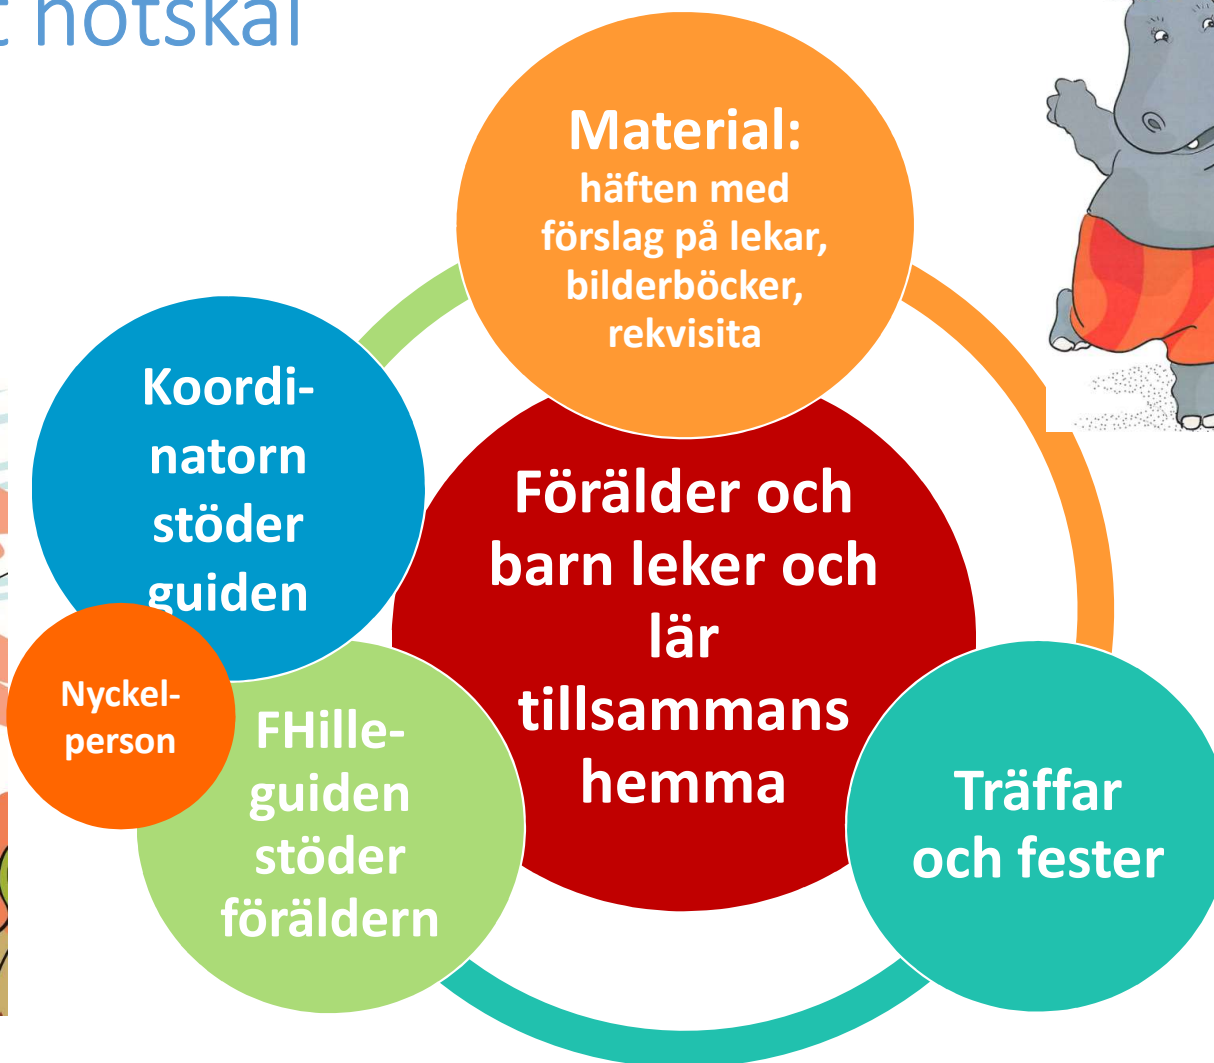 t nötskal
Material:
häften med
förslag på lekar,
bilderböcker,
rekvisita
Koordi-
natorn
stöder
guiden
Förälder och
barn leker och
lär
tillsammans
hemma
Nyckel-
person
FHille-
guiden
stöder
föräldern
Träffar
och fester